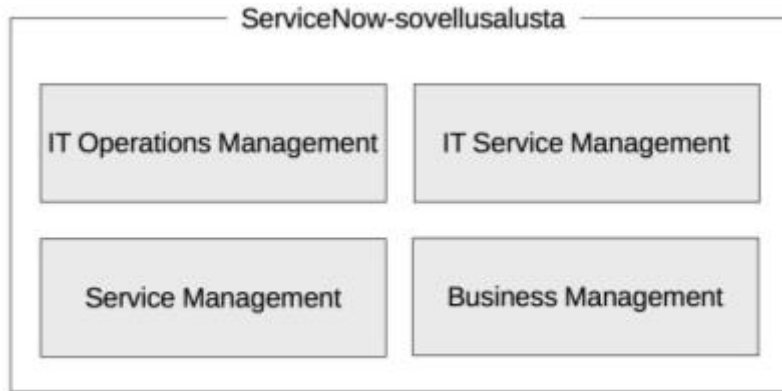 ServiceNow-sovellusalusta
IT Operations Management
IT Service Management
Service Management
Business Management